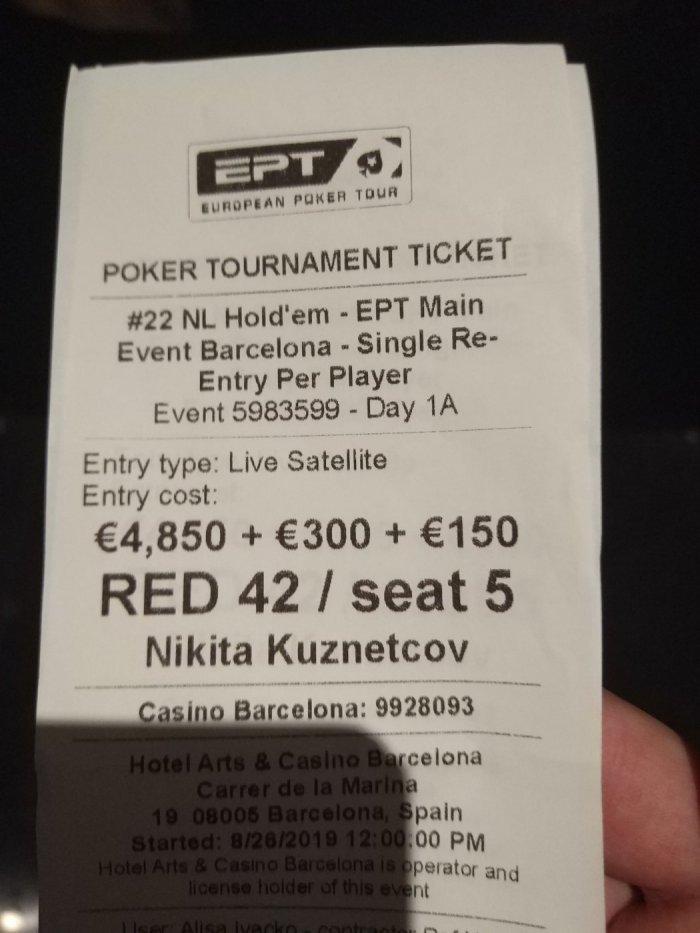 EPT
EUROPEAN POKER TOUR
POKER TOURNAMENT TICKET
#22 NL Hold'em - EPT Main
Event Barcelona - Single Re-
Entry Per Player
Event 5983599 - Day 1A
Entry type: Live Satellite
Entry cost:
€4,850 + €300 + €150
RED 42 / seat 5
Nikita Kuznetcov
Casino Barcelona: 9928093
Hotel Arts & Casino Barcelona
Carrer de la Marina
19 08005 Barcelona, Spain
Started: 8/26/2019 12:00:00 PM
Hotel Arts & Casino Barcelona is operator and
license holder of this event
User: Alisa